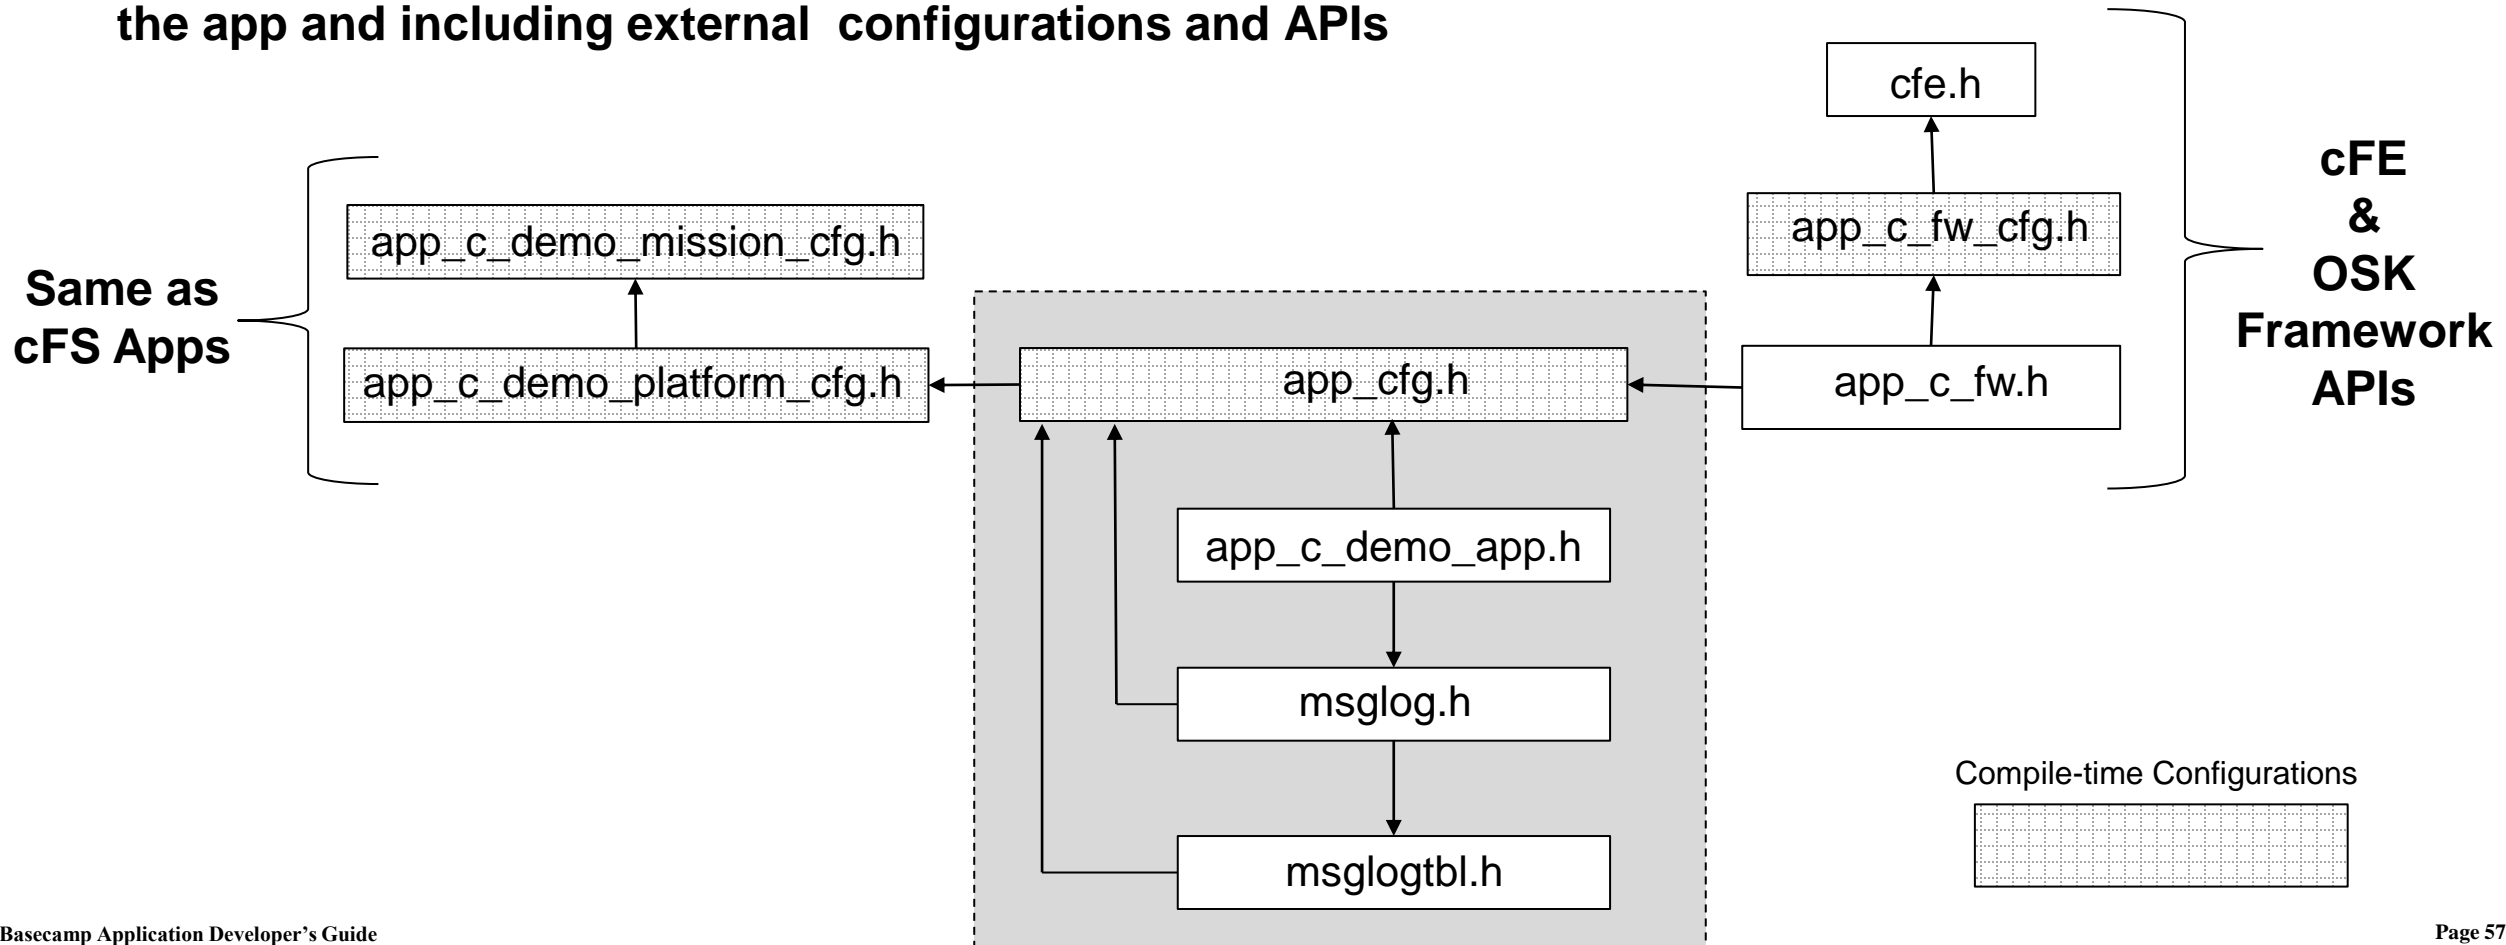 the app and including external  configurations and APIs
cfe.h
cFE
&
OSK
Framework
APIs
app_c_demo_mission_cfg.h
app_c_fw_cfg.h
Same as
cFS Apps
app_c_demo_platform_cfg.h
app_cfg.h
app_c_fw.h
app_c_demo_app.h
msglog.h
Compile-time Configurations
msglogtbl.h
Basecamp Application Developer's Guide
Page 57